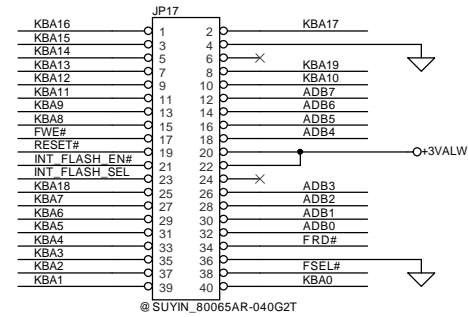 JP17
KBA16 1 2 KBA17
KBA15 3 4
KBA14 5 6
KBA13 7 8 KBA19
KBA12 9 10 KBA10
KBA11 11 12 ADB7
KBA9 13 14 ADB6
KBA8 15 16 ADB5
FWE# 17 18 ADB4
RESET# 19 20 +3VALW
INT_FLASH_EN# 21 22
INT_FLASH_SEL 23 24
KBA18 25 26 ADB3
KBA7 27 28 ADB2
KBA6 29 30 ADB1
KBA5 31 32 ADB0
KBA4 33 34 FRD#
KBA3 35 36
KBA2 37 38 FSEL#
KBA1 39 40 KBA0
@ SUYIN_80065AR-040G2T